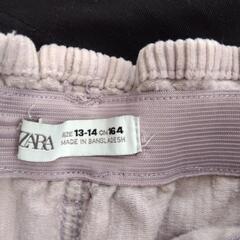 ZARA
SIZE 13-14 CM 164
MADE IN BANGLADESH